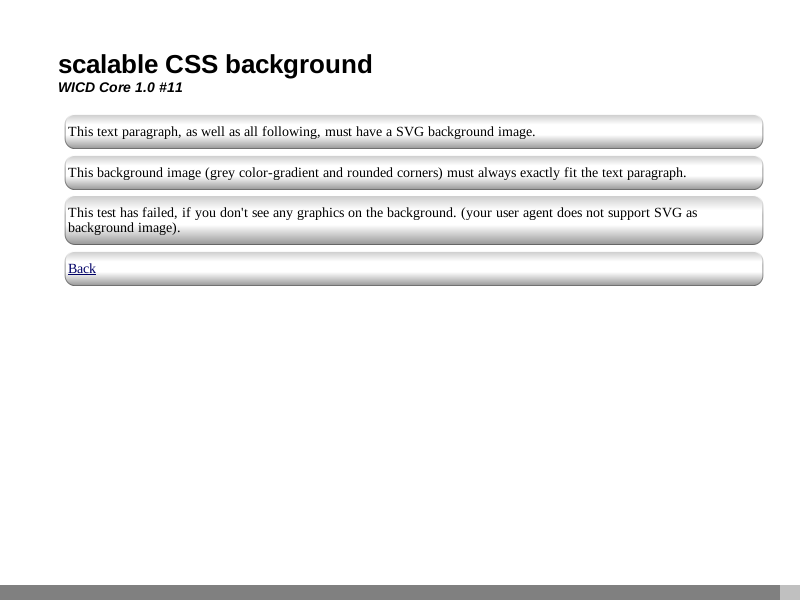 scalable CSS background
WICD Core 1.0 #11
This text paragraph, as well as all following, must have a SVG background image.
This background image (grey color-gradient and rounded corners) must always exactly fit the text paragraph.
This test has failed, if you don't see any graphics on the background. (your user agent does not support SVG as
background image).
Back